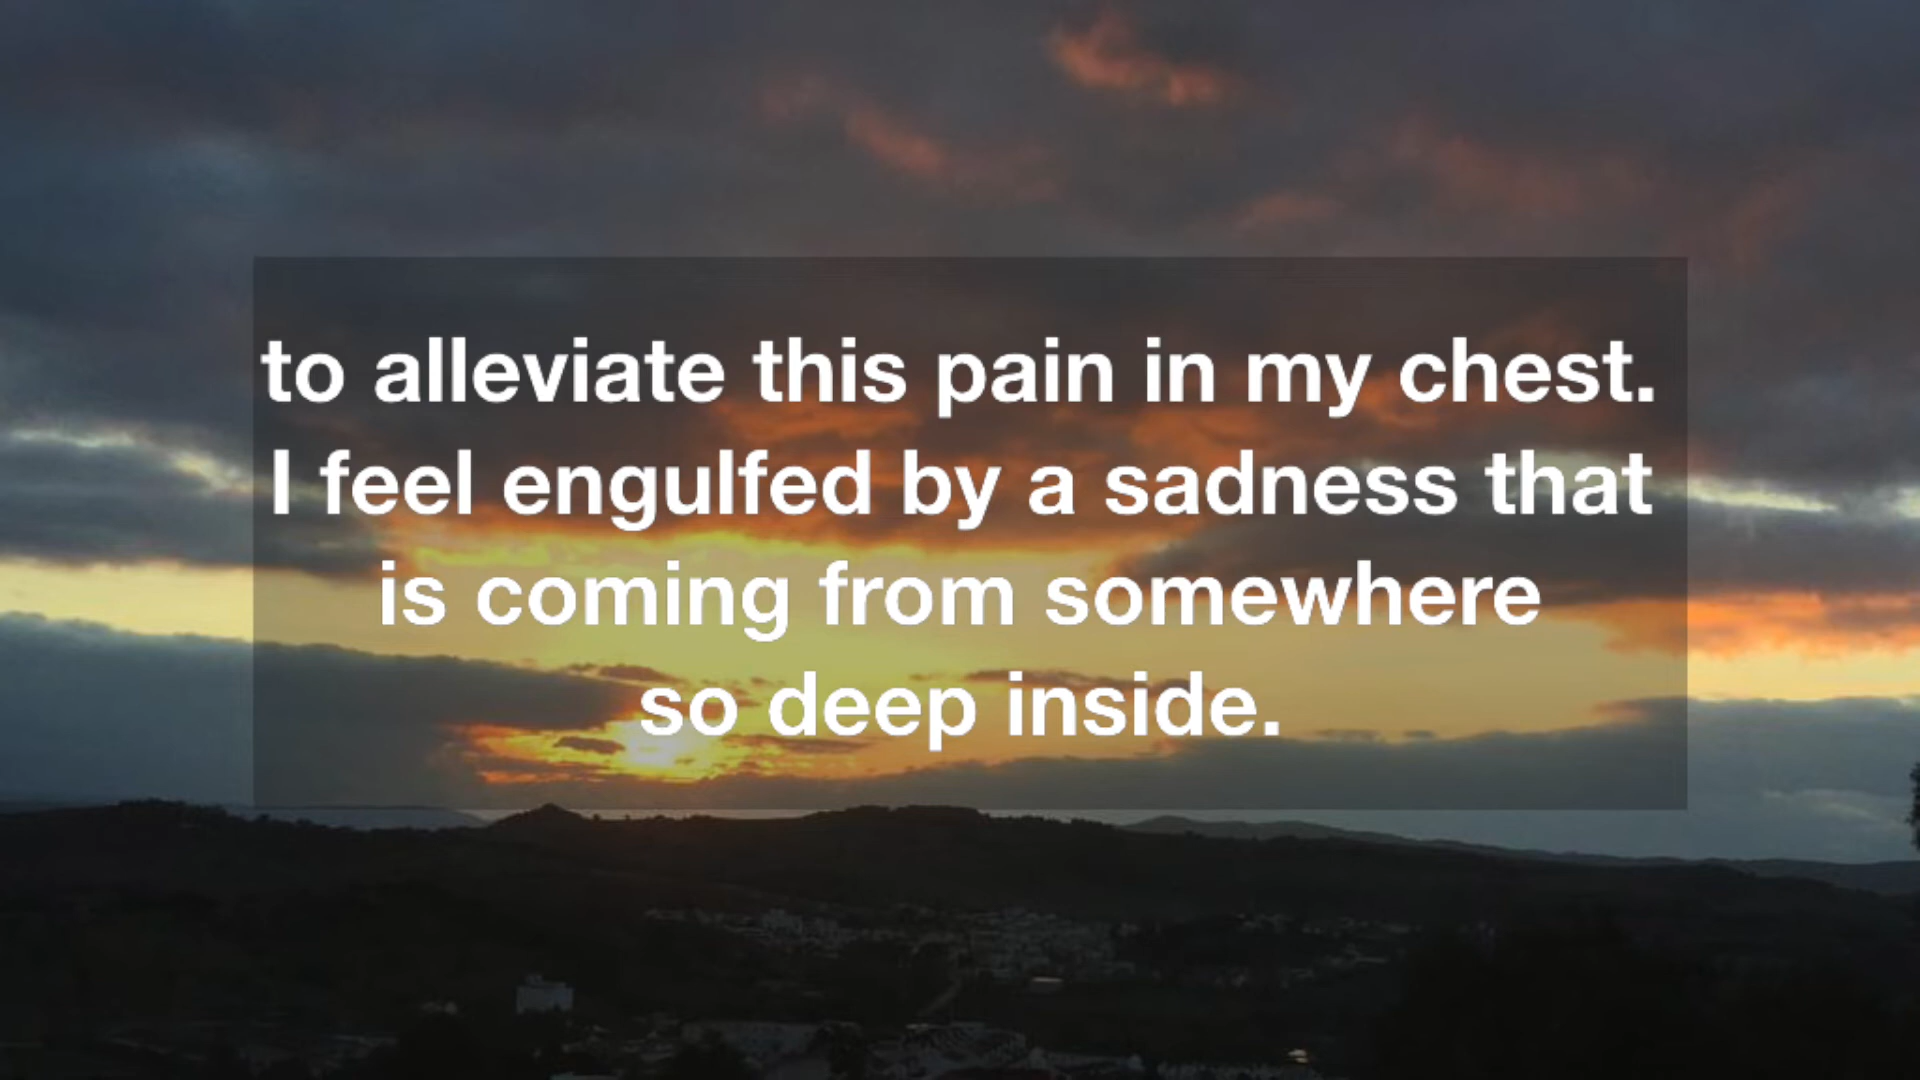 to alleviate this pain in my chest.
I feel engulfed by a sadness that
is coming from somewhere
so deep inside.